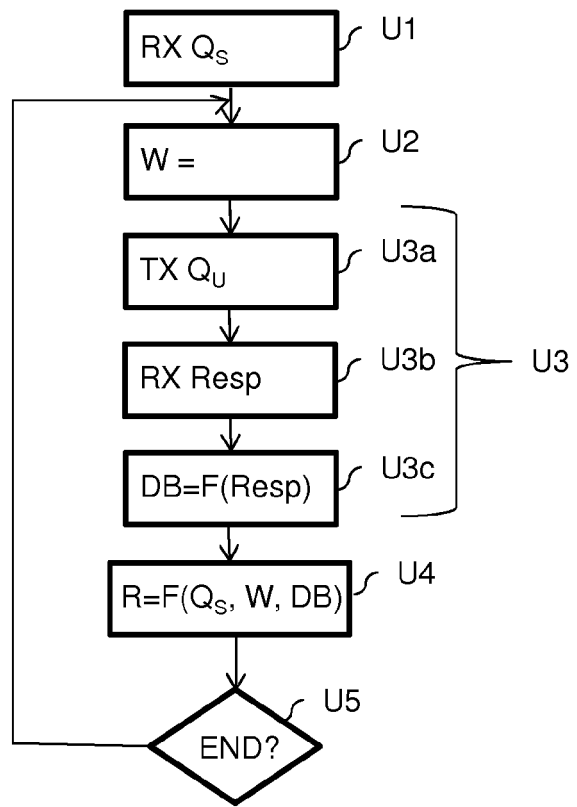 RX Q_S U1
W = U2
TX Q_U U3a
RX Resp U3b
U3
DB=F(Resp) U3c
R=F(Q_S, W, DB) U4
END? U5